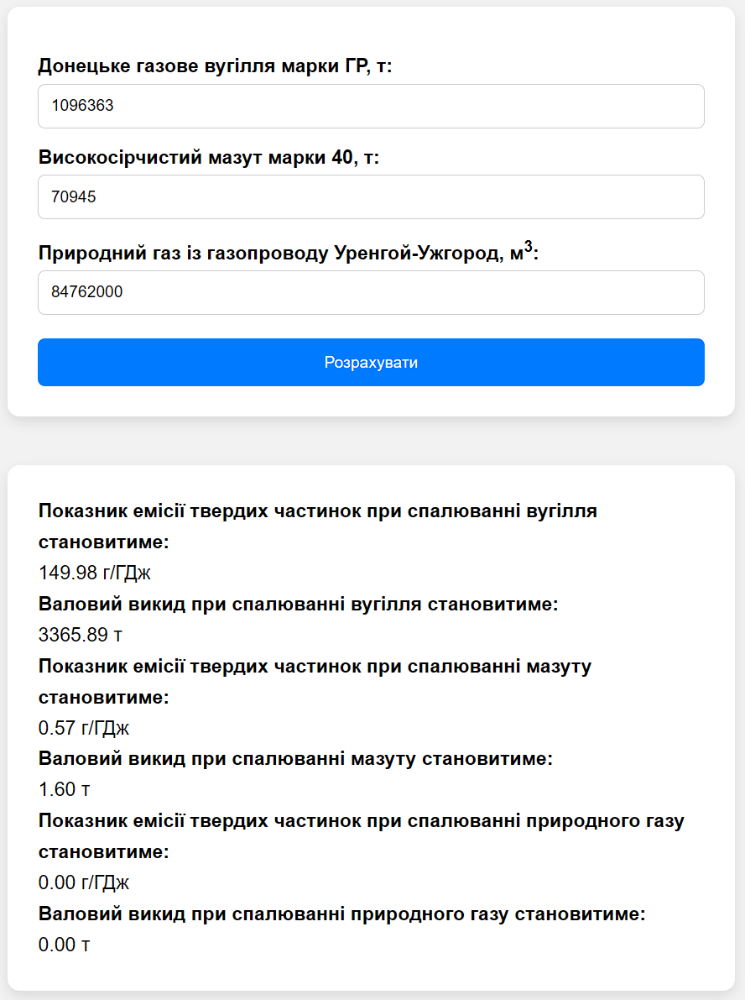 Донецьке газове вугілля марки ГР, т:
1096363
Високосірчистий мазут марки 40, т:
70945
Природний газ із газопроводу Уренгой-Ужгород, м³:
84762000
Розрахувати
Показник емісії твердих частинок при спалюванні вугілля
становитиме:
149.98 г/ГДж
Валовий викид при спалюванні вугілля становитиме:
3365.89 т
Показник емісії твердих частинок при спалюванні мазуту
становитиме:
0.57 г/ГДж
Валовий викид при спалюванні мазуту становитиме:
1.60 т
Показник емісії твердих частинок при спалюванні природного газу
становитиме:
0.00 г/ГДж
Валовий викид при спалюванні природного газу становитиме:
0.00 т